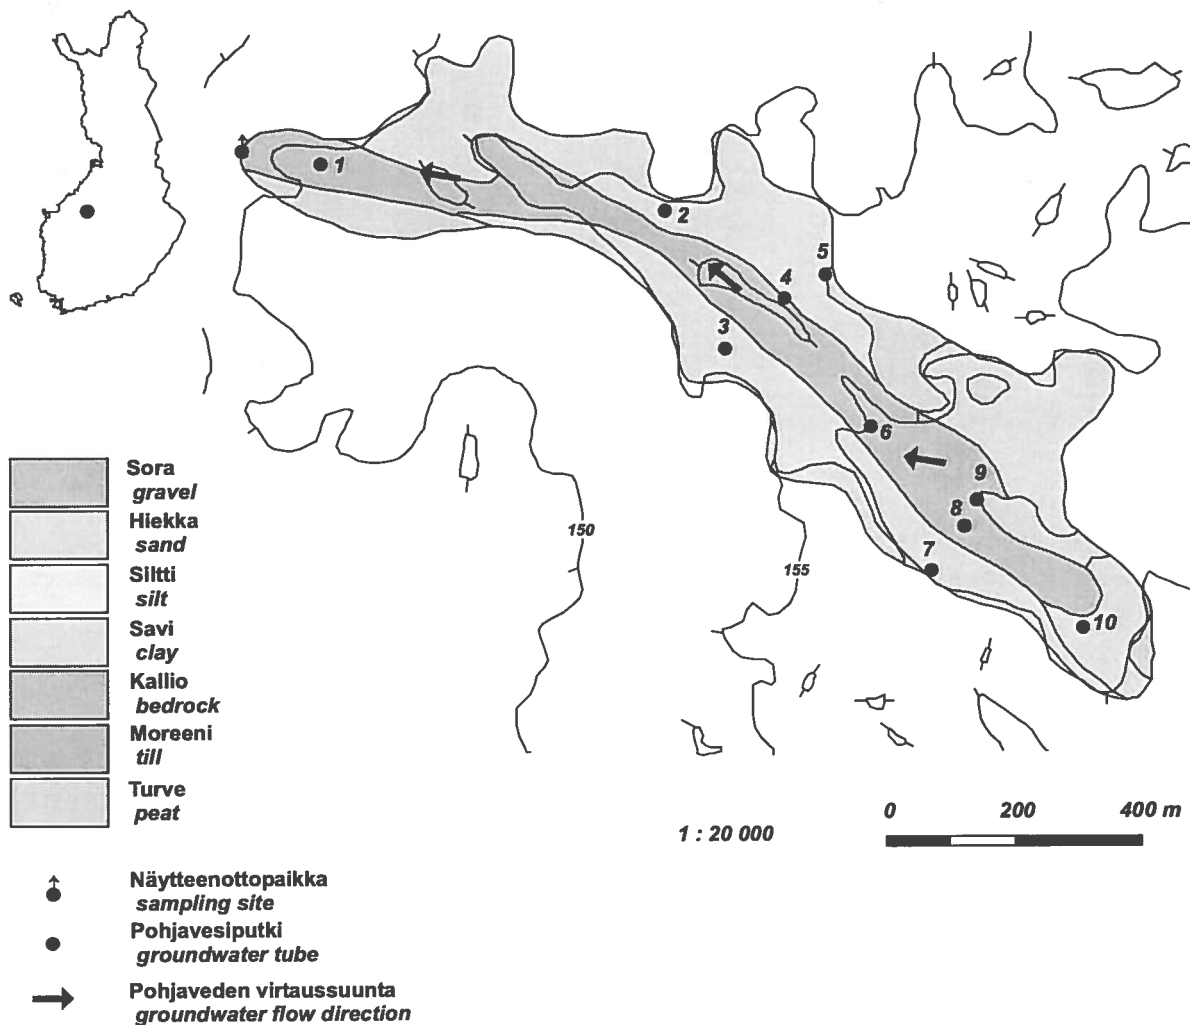 1
2
5
4
3
6
9
8
7
10
150
155
Sora
gravel
Hiekka
sand
Siltti
silt
Savi
clay
Kallio
bedrock
Moreeni
till
Turve
peat
1 : 20 000
0 200 400 m
Näytteenottopaikka
sampling site
Pohjavesiputki
groundwater tube
Pohjaveden virtaussuunta
groundwater flow direction